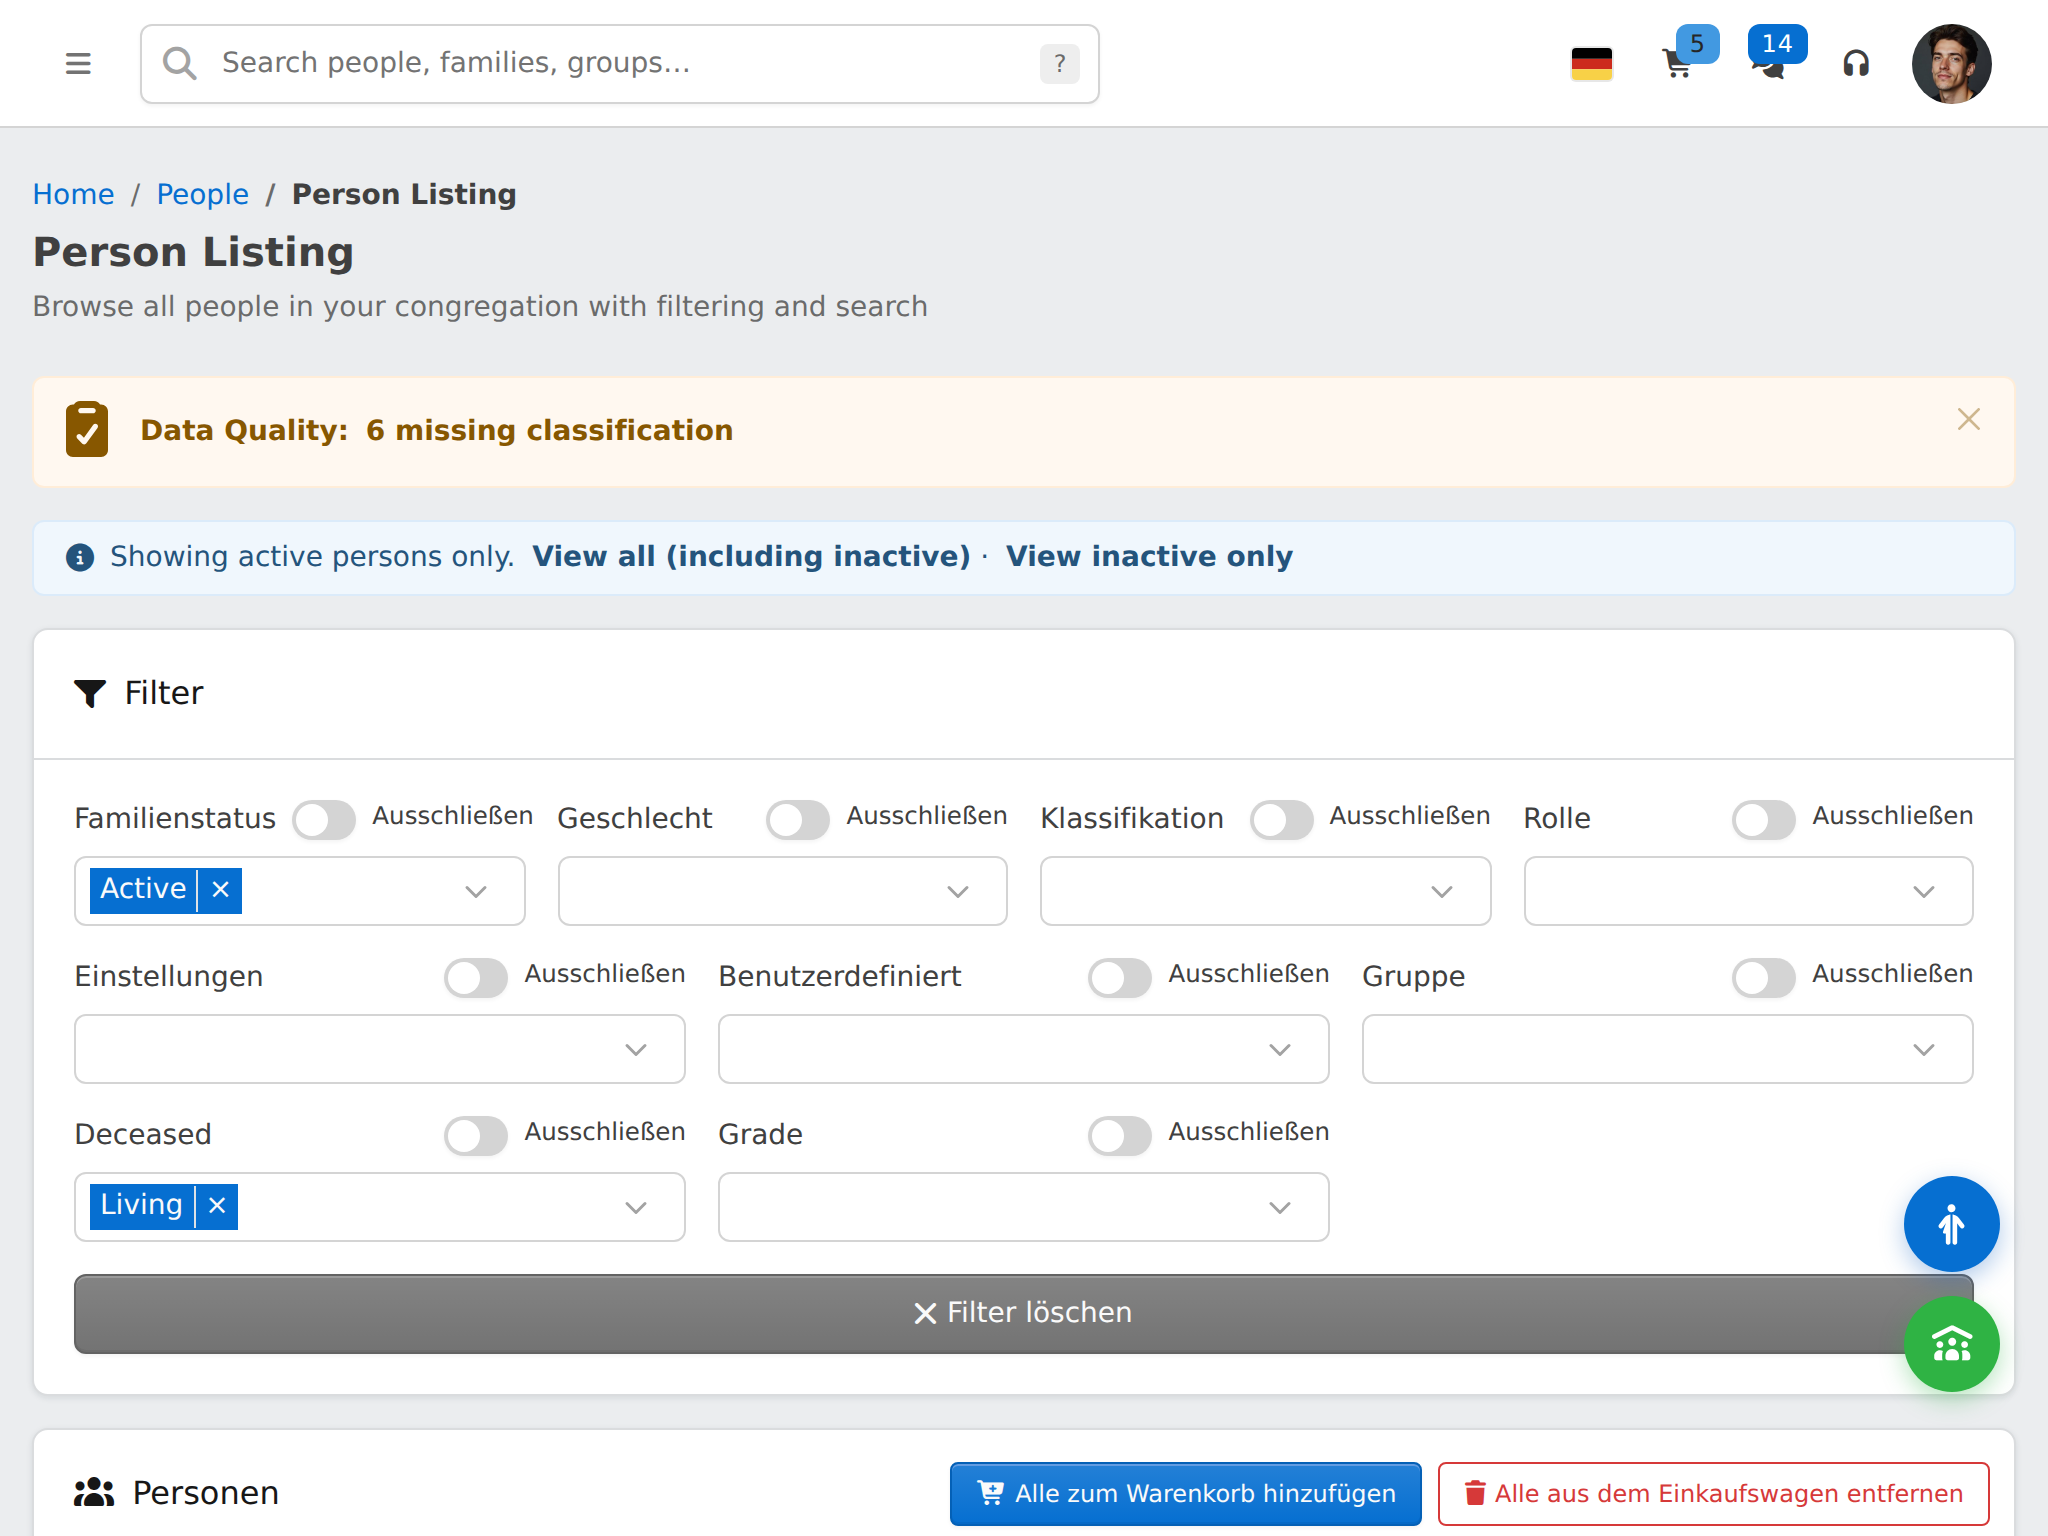 Search people, families, groups... ?
5
14
Home / People / Person Listing
Person Listing
Browse all people in your congregation with filtering and search
Data Quality: 6 missing classification
Showing active persons only. View all (including inactive) · View inactive only
Filter
Familienstatus Ausschließen Geschlecht Ausschließen Klassifikation Ausschließen Rolle Ausschließen
Active ×
Einstellungen Ausschließen Benutzerdefiniert Ausschließen Gruppe Ausschließen
Deceased Ausschließen Grade Ausschließen
Living ×
Filter löschen
Personen Alle zum Warenkorb hinzufügen Alle aus dem Einkaufswagen entfernen